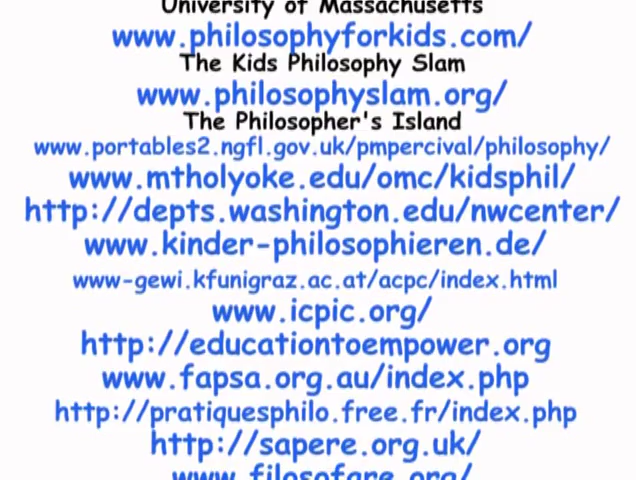 University of Massachusetts
www.philosophyforkids.com/
The Kids Philosophy Slam
www.philosophyslam.org/
The Philosopher's Island
www.portables2.ngfl.gov.uk/pmpercival/philosophy/
www.mtholyoke.edu/omc/kidsphil/
http://depts.washington.edu/nwcenter/
www.kinder-philosophieren.de/
www-gewi.kfunigraz.ac.at/acpc/index.html
www.icpic.org/
http://educationtoempower.org
www.fapsa.org.au/index.php
http://pratiquesphilo.free.fr/index.php
http://sapere.org.uk/
www.filosofare.org/